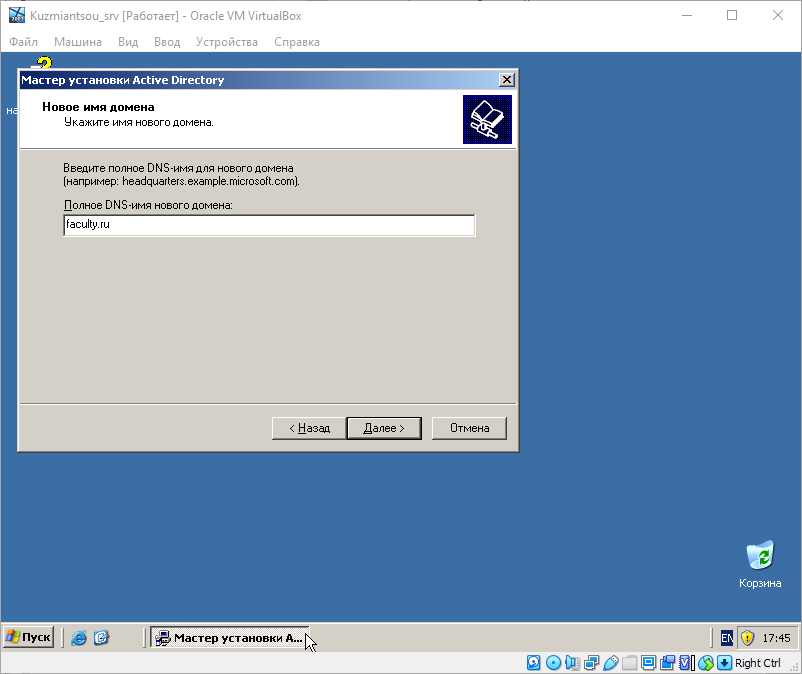 Kuzmiantsou_srv [Работает] - Oracle VM VirtualBox
Файл Машина Вид Ввод Устройства Справка
Мастер установки Active Directory
Новое имя домена
Укажите имя нового домена.
Введите полное DNS-имя для нового домена
(например: headquarters.example.microsoft.com).
Полное DNS-имя нового домена:
faculty.ru
< Назад Далее > Отмена
Корзина
Пуск Мастер установки А... EN 17:45
Right Ctrl